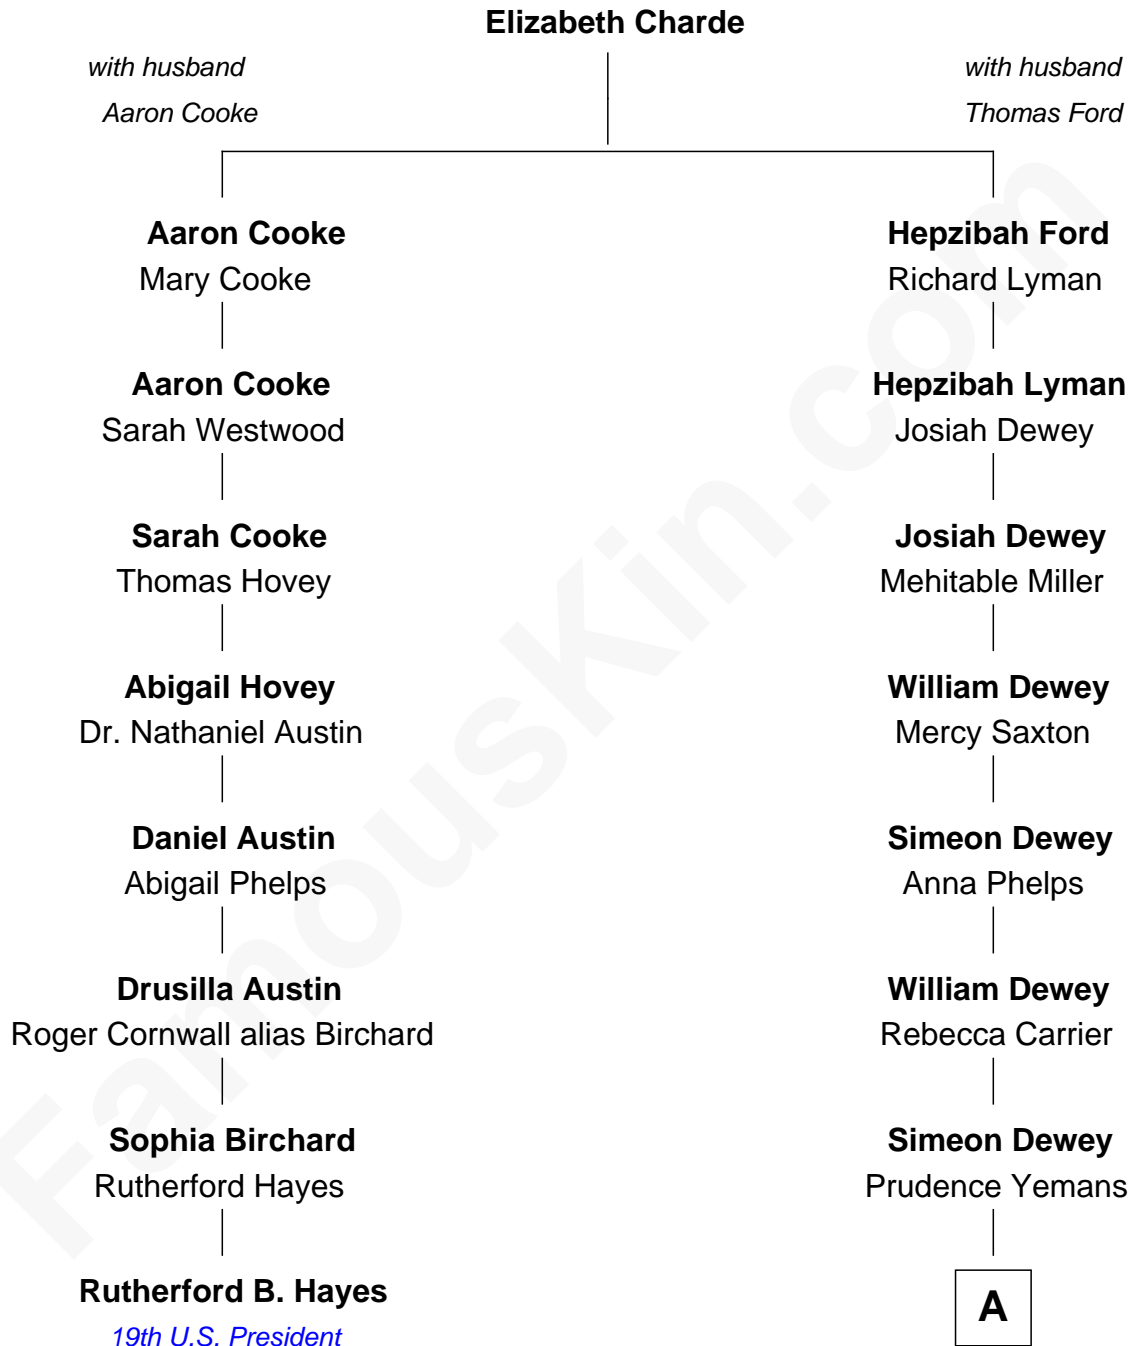 Elizabeth Charde
with husband
Aaron Cooke
with husband
Thomas Ford
Aaron Cooke
Mary Cooke
Hepzibah Ford
Richard Lyman
Aaron Cooke
Sarah Westwood
Hepzibah Lyman
Josiah Dewey
Sarah Cooke
Thomas Hovey
Josiah Dewey
Mehitable Miller
Abigail Hovey
Dr. Nathaniel Austin
William Dewey
Mercy Saxton
Daniel Austin
Abigail Phelps
Simeon Dewey
Anna Phelps
Drusilla Austin
Roger Cornwall alias Birchard
William Dewey
Rebecca Carrier
Sophia Birchard
Rutherford Hayes
Simeon Dewey
Prudence Yemans
Rutherford B. Hayes
19th U.S. President
A
FamousKin.com